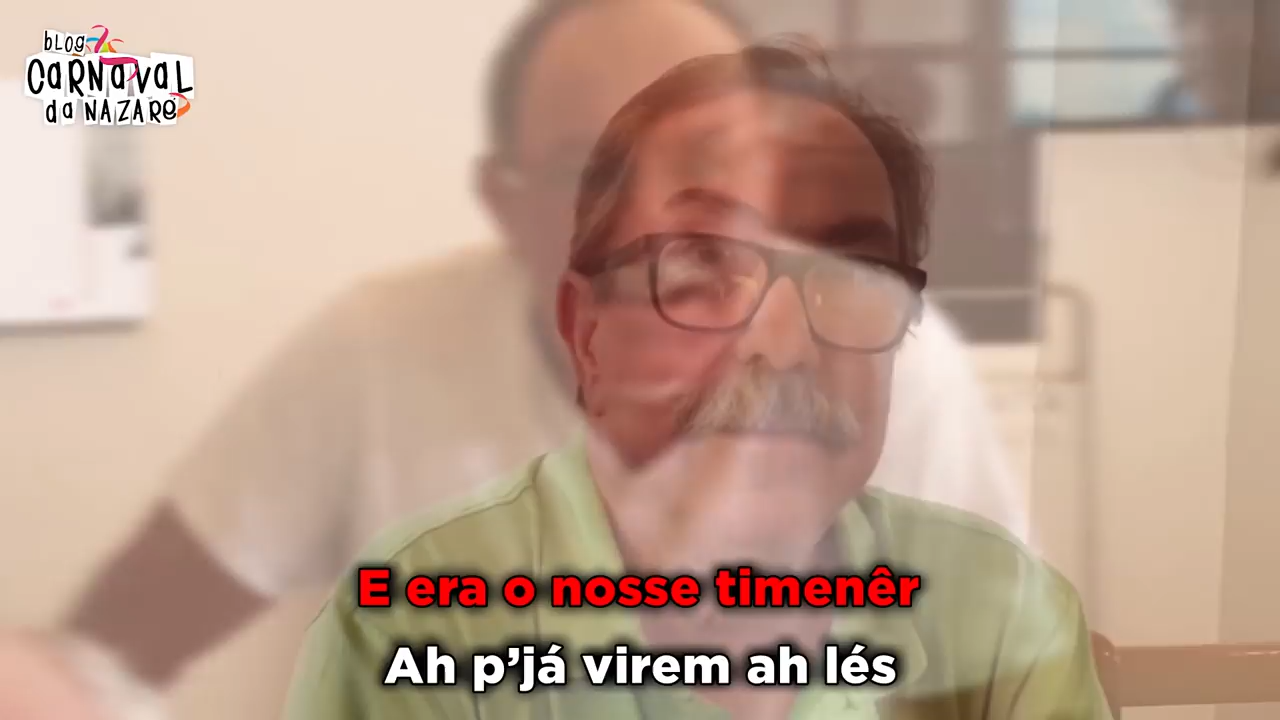 BLOG
CARNAVAL
da NAZARÉ
E era o nosse timenêr
Ah p’já virem ah lés